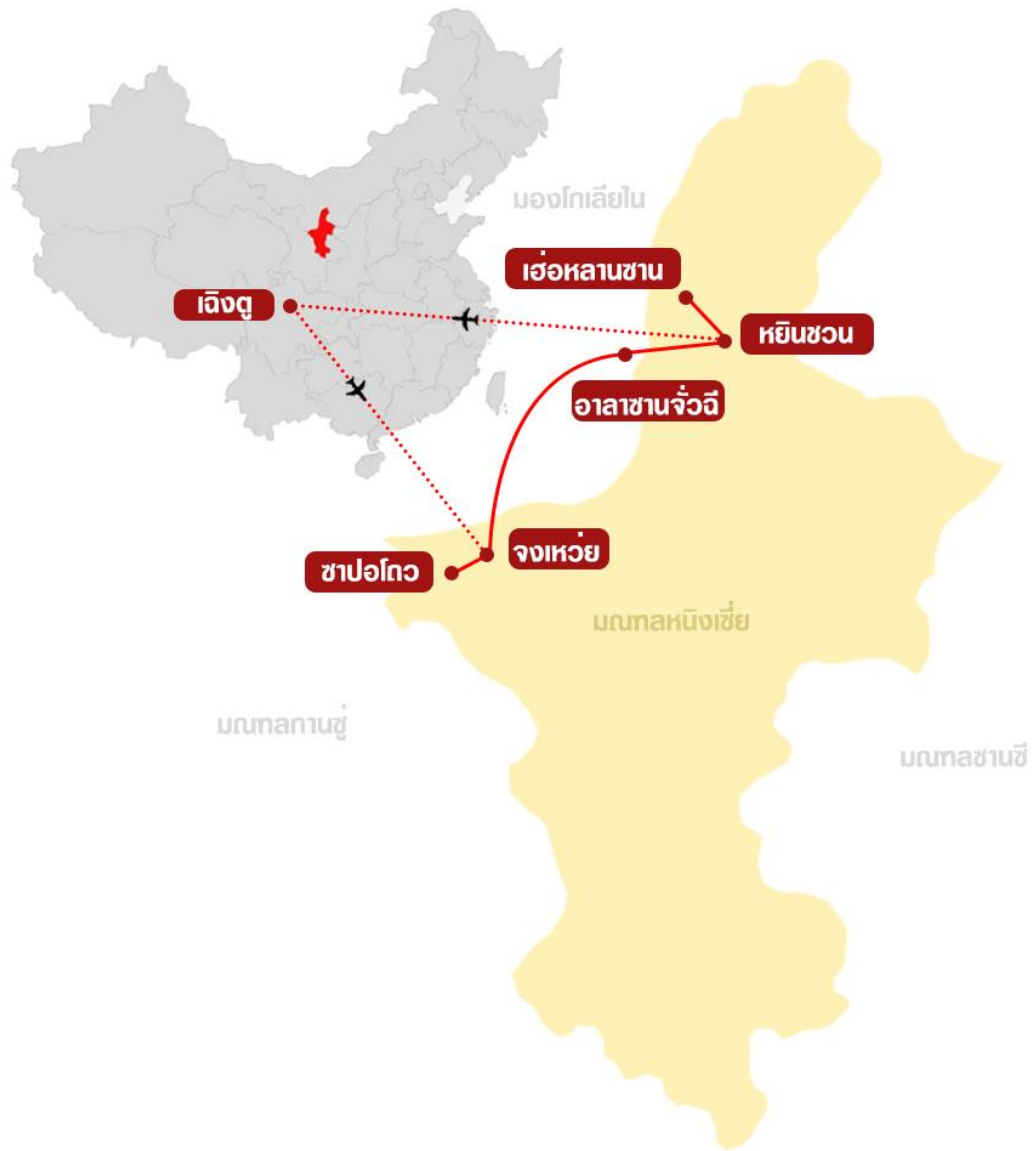 มองโกเลียใน
เฮ่อหลานซาน
เฉิงตู
หยินชวน
อาลาซานจั่วฉี
จงเหว่ย
ซาปอโถว
มณฑลหนิงเซี่ย
มณฑลกานซู่
มณฑลซานซี